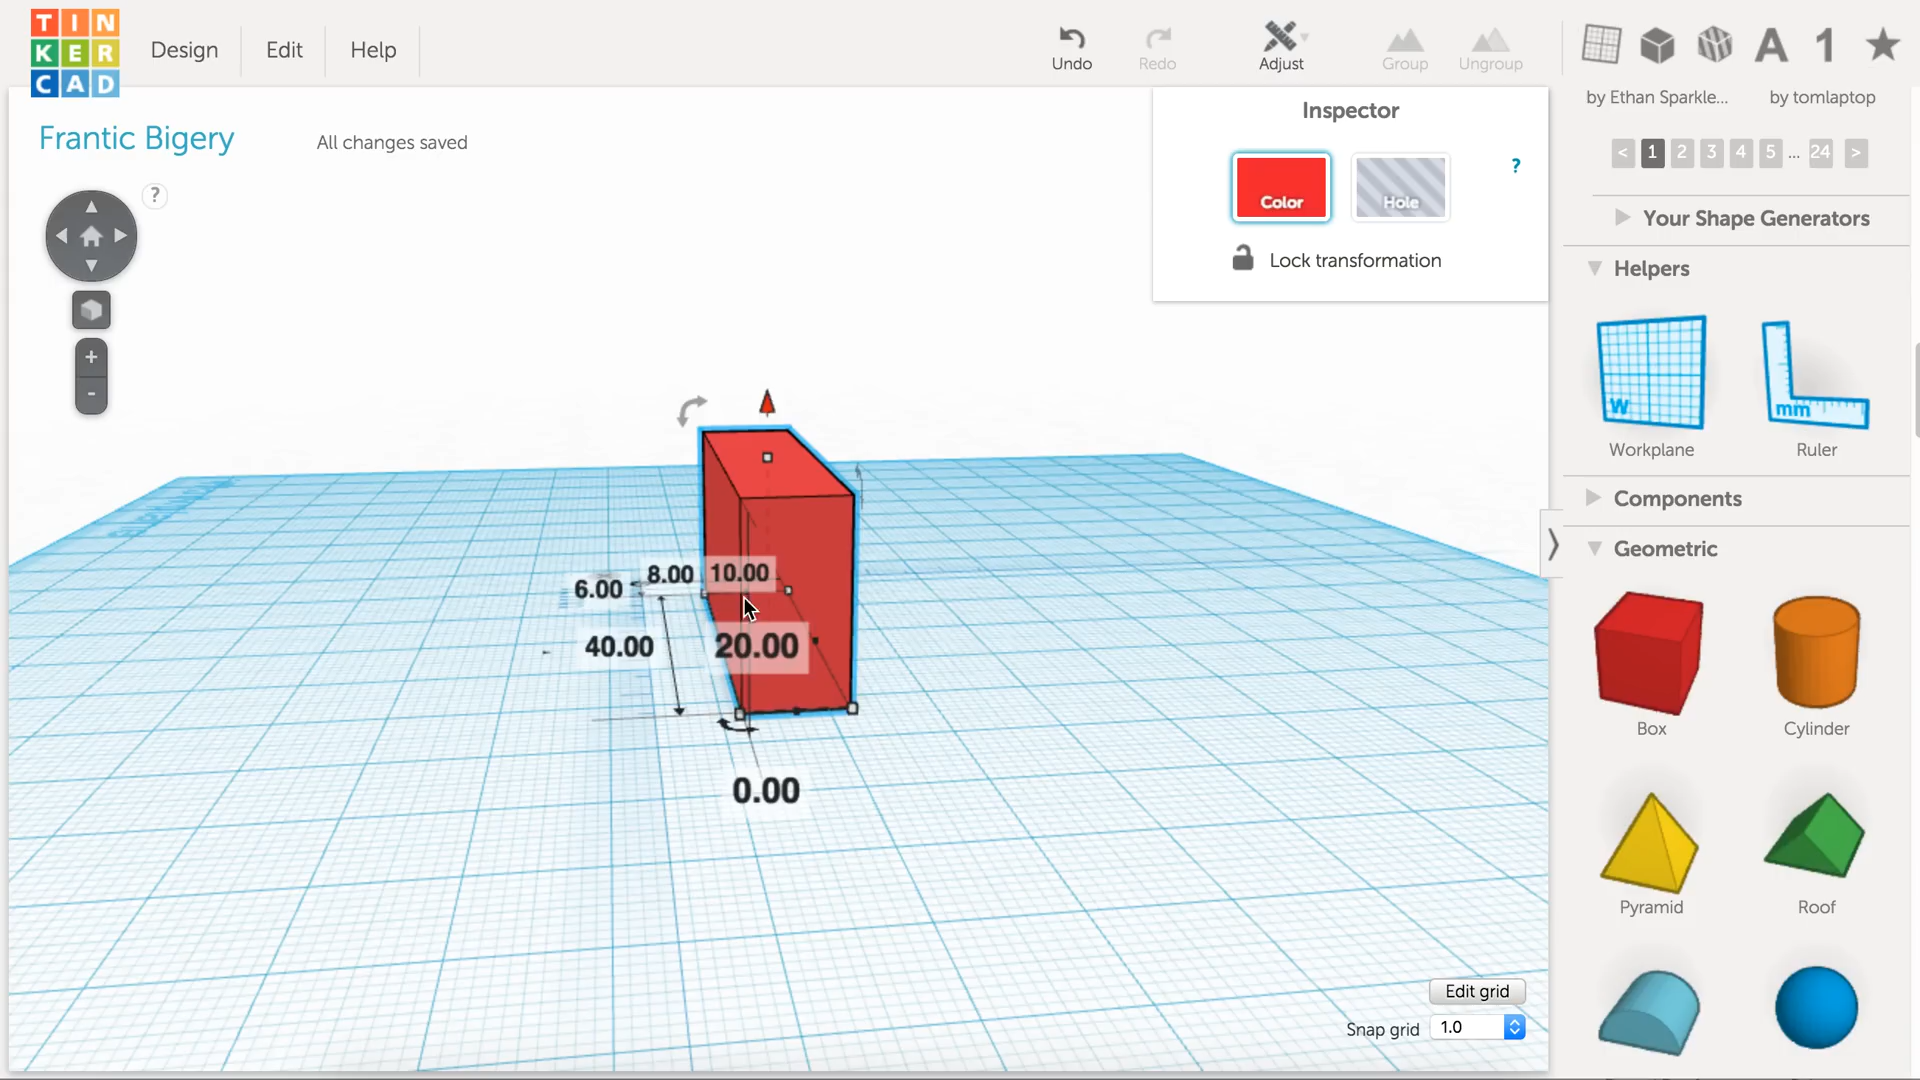 TIN
KER
CAD
Design
Edit
Help
Undo
Redo
Adjust
Group
Ungroup
A
1
by Ethan Sparkle...
by tomlaptop
Frantic Bigery
All changes saved
?
Inspector
Color
Hole
?
Lock transformation
< 1 2 3 4 5 ... 24 >
Your Shape Generators
Helpers
W
mm
Workplane
Ruler
Components
Geometric
Box
Cylinder
Pyramid
Roof
+
-
6.00
8.00
10.00
40.00
20.00
0.00
Edit grid
Snap grid
1.0